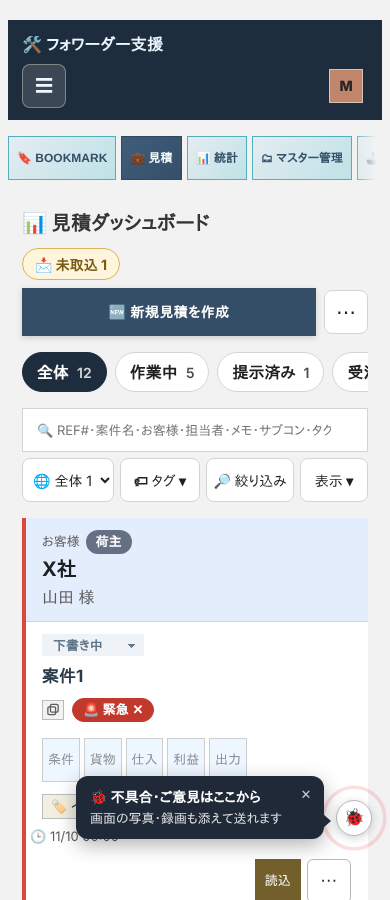 🛠️ フォワーダー支援
☰
M
🔖 BOOKMARK 💼 見積 📊 統計 🗂 マスター管理
📊 見積ダッシュボード
📩 未取込 1
🆕 新規見積を作成 ⋯
全体 12 作業中 5 提示済み 1 受注
🔍 REF#・案件名・お客様・担当者・メモ・サブコン・タク
🌐 全体 1 🏷 タグ ▾ 🔎 絞り込み 表示 ▾
お客様 荷主
X社
山田 様
下書き中
案件1
🚨 緊急 ✕
条件 貨物 仕入 利益 出力
🐞 不具合・ご意見はここから ×
画面の写真・録画も添えて送れます
🕒 11/10
読込 ⋯